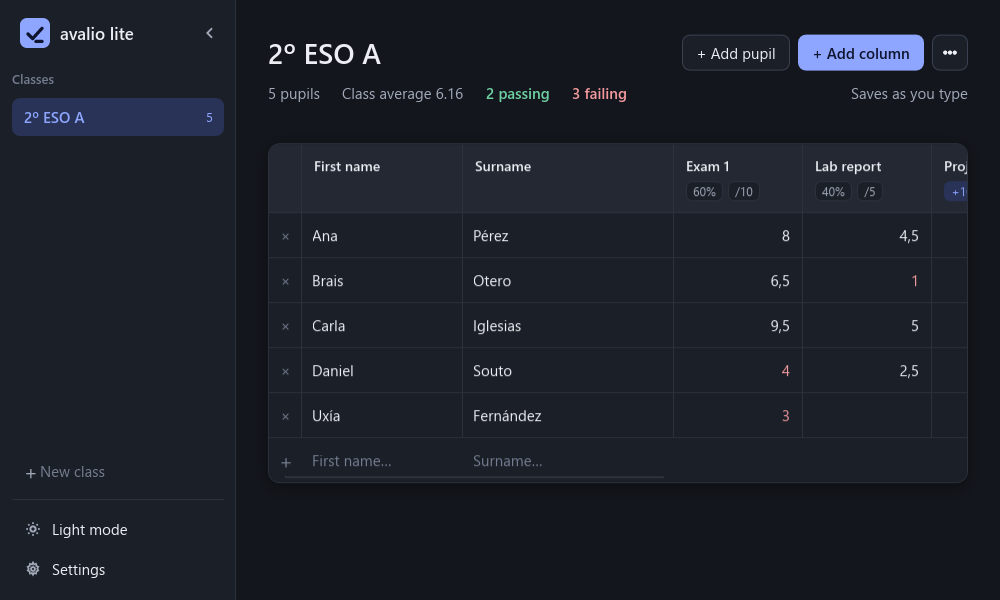 avalio lite
Classes
2º ESO A 5
+ New class
Light mode
Settings
2º ESO A
+ Add pupil
+ Add column
5 pupils Class average 6.16 2 passing 3 failing Saves as you type
First name Surname Exam 1 Lab report Proj
60% /10 40% /5 +1
× Ana Pérez 8 4,5
× Brais Otero 6,5 1
× Carla Iglesias 9,5 5
× Daniel Souto 4 2,5
× Uxía Fernández 3
+ First name... Surname...